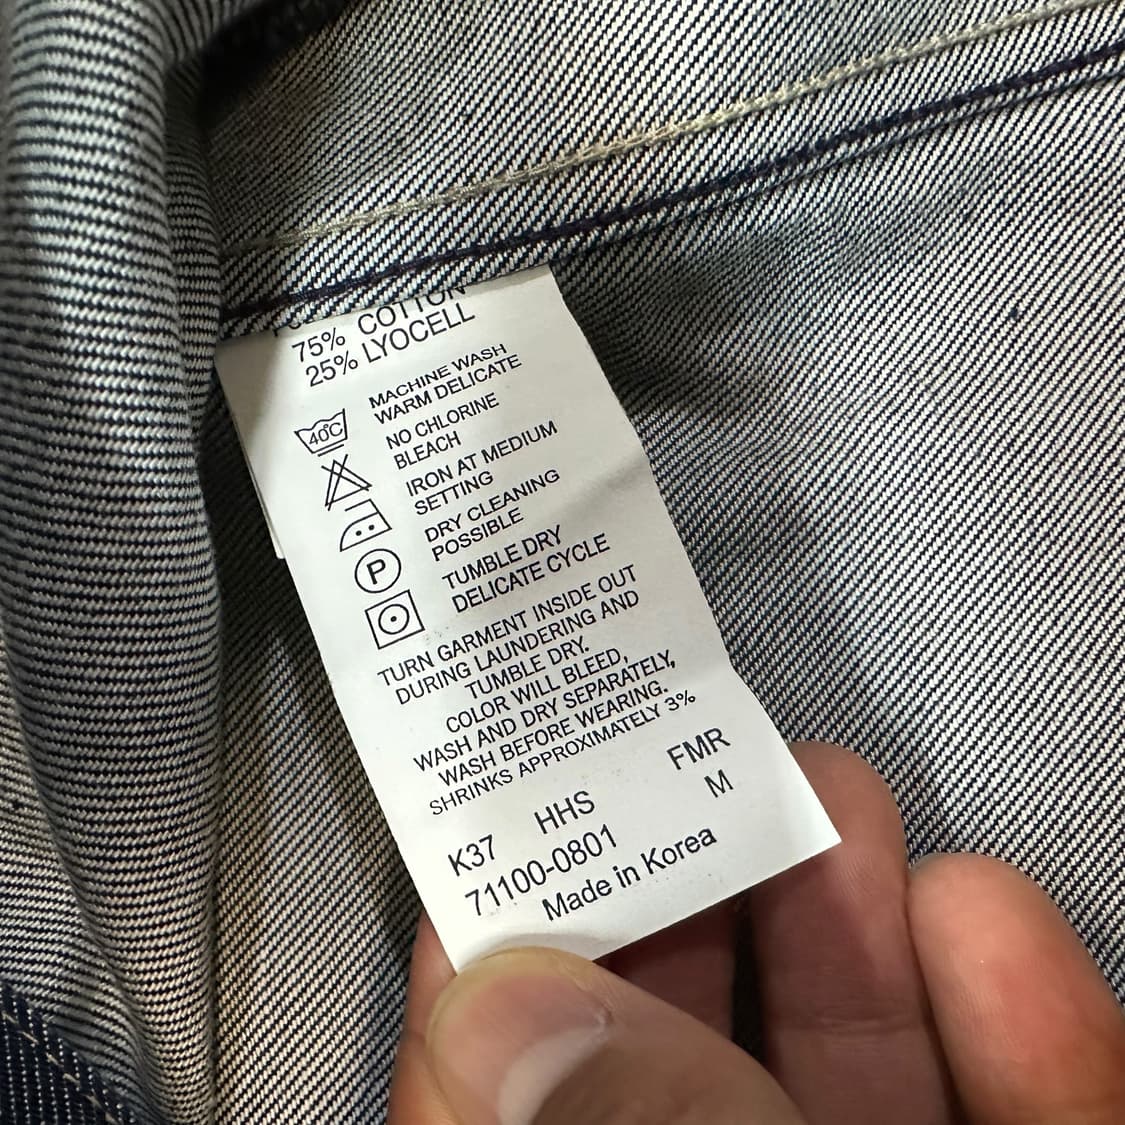 75% COTTON
25% LYOCELL
MACHINE WASH
WARM DELICATE
40°C
NO CHLORINE
BLEACH
IRON AT MEDIUM
SETTING
DRY CLEANING
POSSIBLE
P
TUMBLE DRY
DELICATE CYCLE
TURN GARMENT INSIDE OUT
DURING LAUNDERING AND
TUMBLE DRY.
COLOR WILL BLEED,
WASH AND DRY SEPARATELY,
WASH BEFORE WEARING.
SHRINKS APPROXIMATELY 3%
FMR
K37 HHS M
71100-0801
Made in Korea